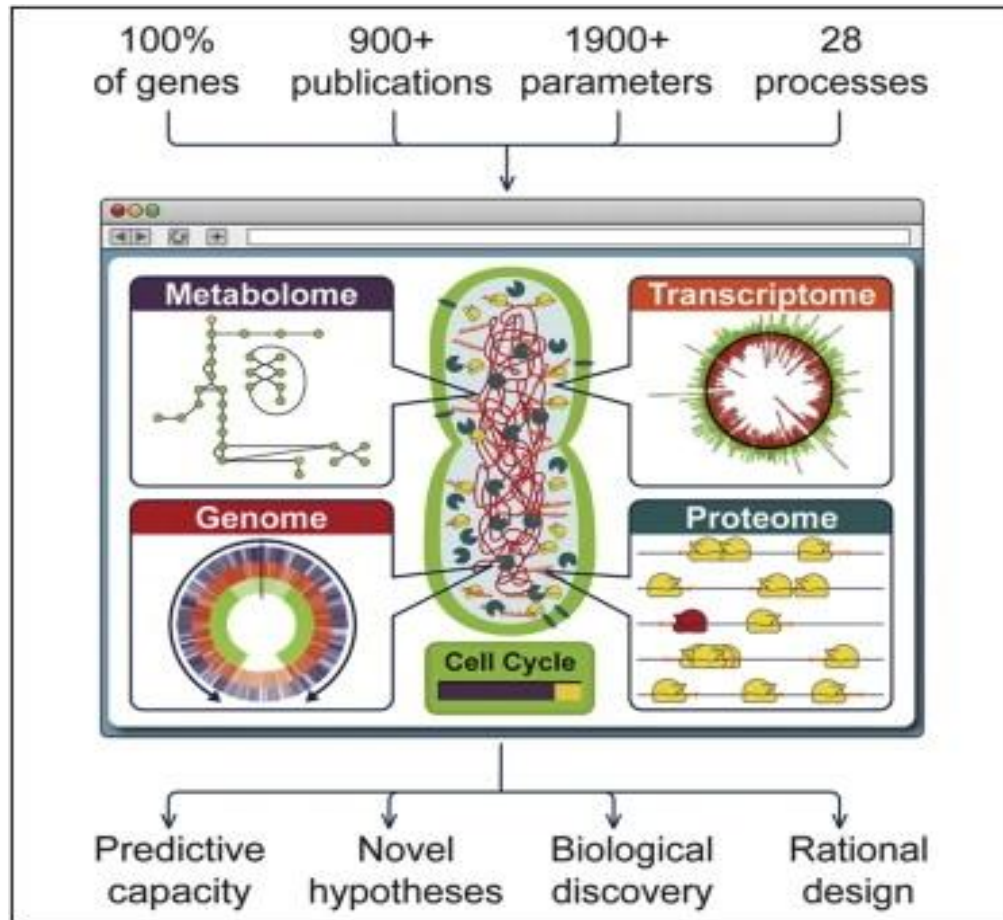 100%
of genes
900+
publications
1900+
parameters
28
processes
Metabolome
Transcriptome
Genome
Proteome
Cell Cycle
Predictive
capacity
Novel
hypotheses
Biological
discovery
Rational
design